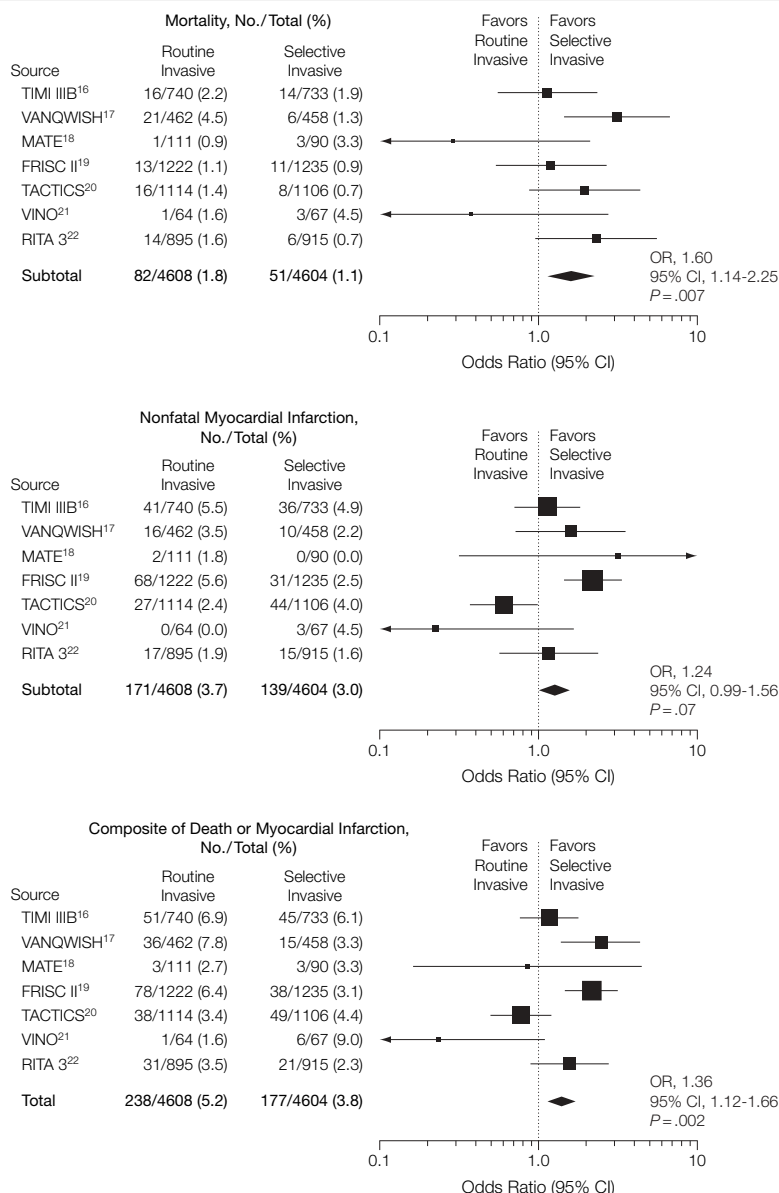 Mortality, No./Total (%)
Favors Routine Invasive
Favors Selective Invasive
Source Routine Invasive Selective Invasive
TIMI IIIB16 16/740 (2.2) 14/733 (1.9)
VANQWISH17 21/462 (4.5) 6/458 (1.3)
MATE18 1/111 (0.9) 3/90 (3.3)
FRISC II19 13/1222 (1.1) 11/1235 (0.9)
TACTICS20 16/1114 (1.4) 8/1106 (0.7)
VINO21 1/64 (1.6) 3/67 (4.5)
RITA 322 14/895 (1.6) 6/915 (0.7)
Subtotal 82/4608 (1.8) 51/4604 (1.1)
OR, 1.60
95% CI, 1.14-2.25
P=.007
0.1 1.0 10
Odds Ratio (95% CI)
Nonfatal Myocardial Infarction,
No./Total (%)
Favors Routine Invasive
Favors Selective Invasive
Source Routine Invasive Selective Invasive
TIMI IIIB16 41/740 (5.5) 36/733 (4.9)
VANQWISH17 16/462 (3.5) 10/458 (2.2)
MATE18 2/111 (1.8) 0/90 (0.0)
FRISC II19 68/1222 (5.6) 31/1235 (2.5)
TACTICS20 27/1114 (2.4) 44/1106 (4.0)
VINO21 0/64 (0.0) 3/67 (4.5)
RITA 322 17/895 (1.9) 15/915 (1.6)
Subtotal 171/4608 (3.7) 139/4604 (3.0)
OR, 1.24
95% CI, 0.99-1.56
P=.07
0.1 1.0 10
Odds Ratio (95% CI)
Composite of Death or Myocardial Infarction,
No./Total (%)
Favors Routine Invasive
Favors Selective Invasive
Source Routine Invasive Selective Invasive
TIMI IIIB16 51/740 (6.9) 45/733 (6.1)
VANQWISH17 36/462 (7.8) 15/458 (3.3)
MATE18 3/111 (2.7) 3/90 (3.3)
FRISC II19 78/1222 (6.4) 38/1235 (3.1)
TACTICS20 38/1114 (3.4) 49/1106 (4.4)
VINO21 1/64 (1.6) 6/67 (9.0)
RITA 322 31/895 (3.5) 21/915 (2.3)
Total 238/4608 (5.2) 177/4604 (3.8)
OR, 1.36
95% CI, 1.12-1.66
P=.002
0.1 1.0 10
Odds Ratio (95% CI)